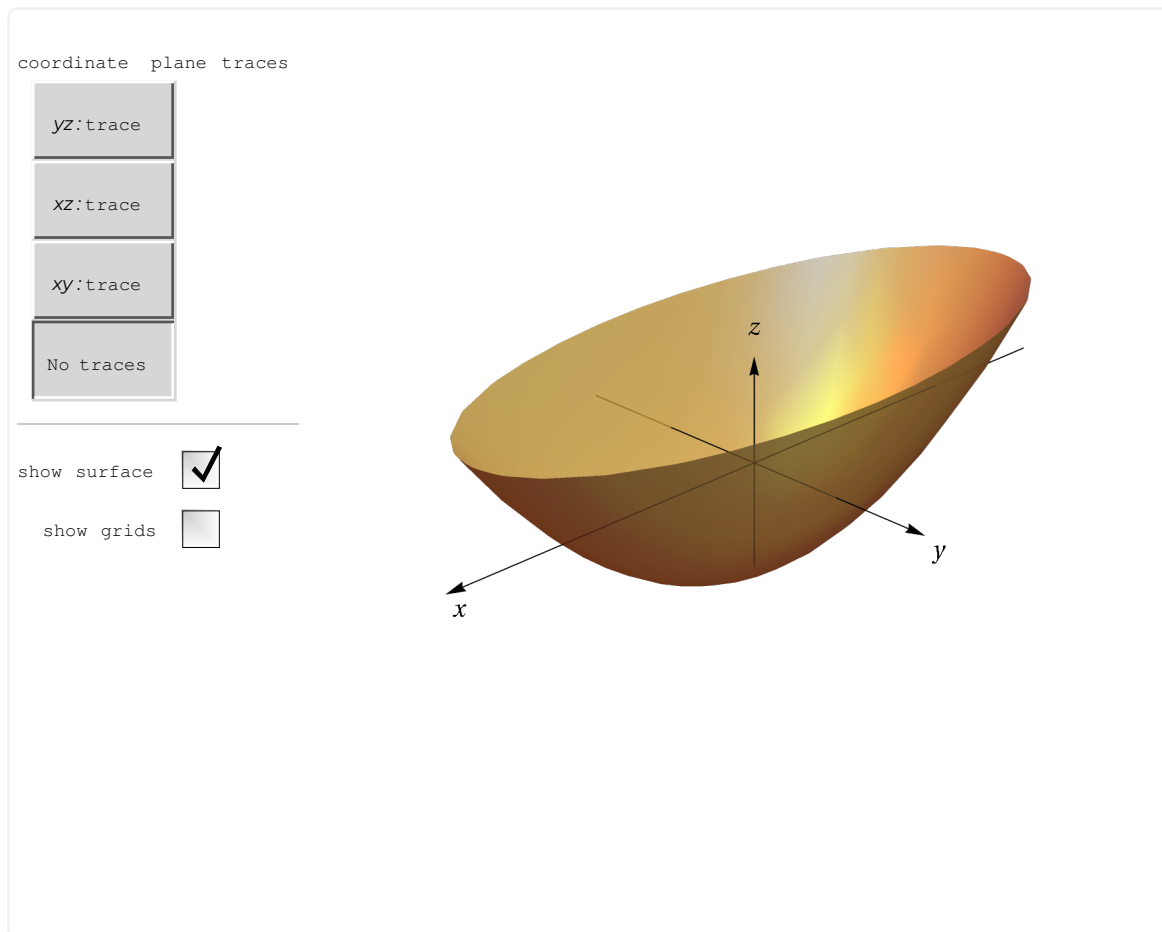 coordinate plane traces
yz:trace
xz:trace
xy:trace
No traces
show surface
show grids
z
y
x